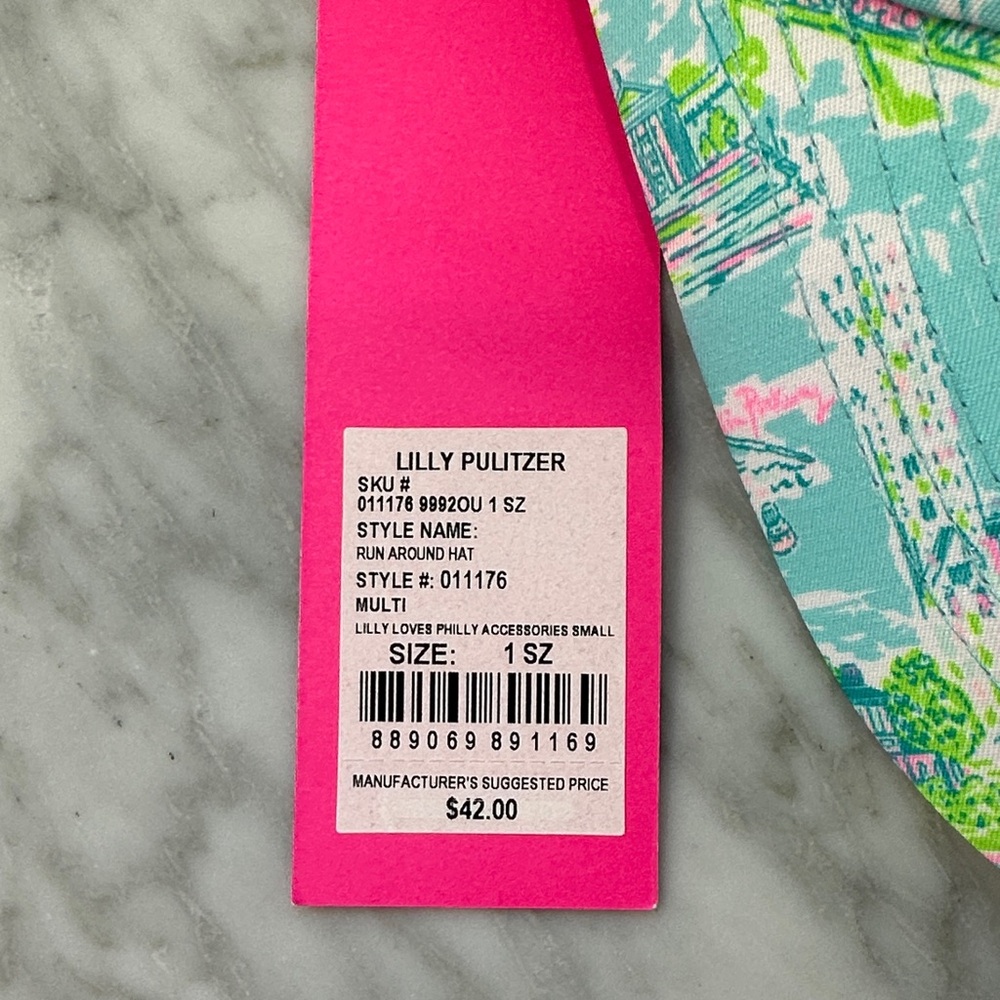 LILLY PULITZER
SKU #
011176 9992OU 1 SZ
STYLE NAME:
RUN AROUND HAT
STYLE #: 011176
MULTI
LILLY LOVES PHILLY ACCESSORIES SMALL
SIZE: 1 SZ
889069 891169
MANUFACTURER'S SUGGESTED PRICE
$42.00